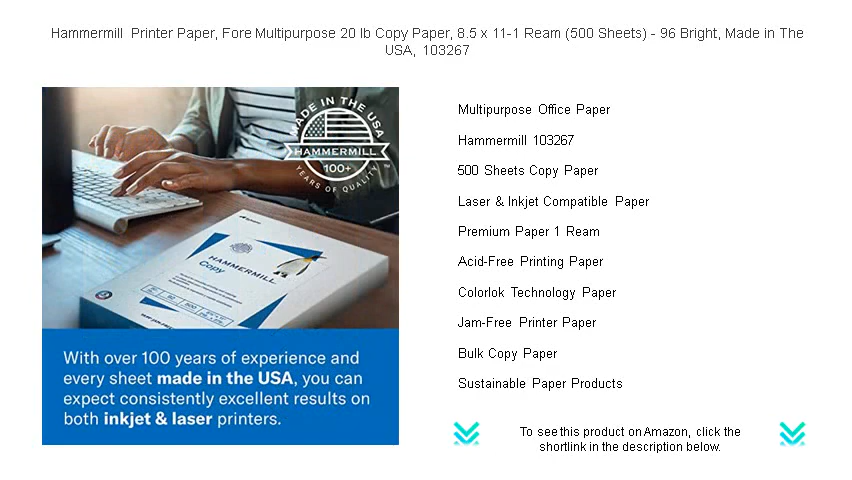 Hammermill Printer Paper, Fore Multipurpose 20 lb Copy Paper, 8.5 x 11-1 Ream (500 Sheets) - 96 Bright, Made in The
USA, 103267
MADE IN THE USA
HAMMERMILL
100+
YEARS OF QUALITY
HAMMERMILL
Copy
With over 100 years of experience and
every sheet made in the USA, you can
expect consistently excellent results on
both inkjet & laser printers.
Multipurpose Office Paper
Hammermill 103267
500 Sheets Copy Paper
Laser & Inkjet Compatible Paper
Premium Paper 1 Ream
Acid-Free Printing Paper
Colorlok Technology Paper
Jam-Free Printer Paper
Bulk Copy Paper
Sustainable Paper Products
To see this product on Amazon, click the
shortlink in the description below.